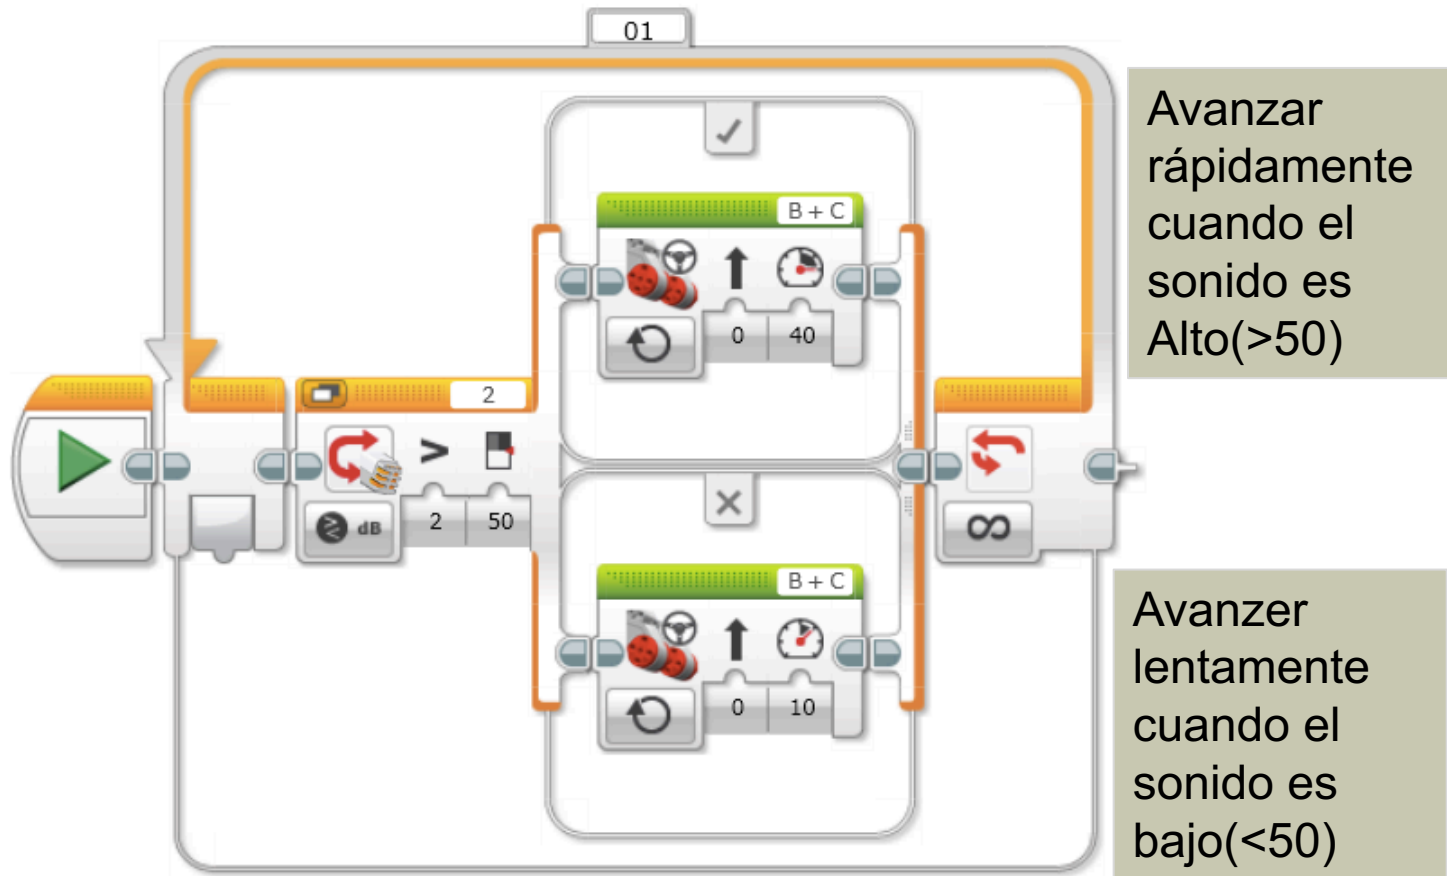 01
Avanzar
rápidamente
cuando el
sonido es
Alto(>50)
B + C
0 40
2
>
dB 2 50
∞
B + C
0 10
Avanzer
lentamente
cuando el
sonido es
bajo(<50)